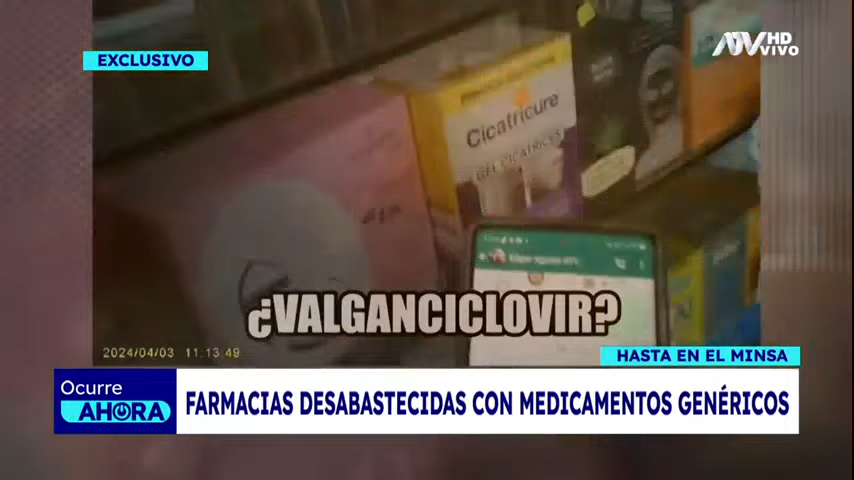 EXCLUSIVO
ATV HD
VIVO
Cicatricure
GEL CICATRICES
¿VALGANCICLOVIR?
2024/04/03 11:13:49
HASTA EN EL MINSA
Ocurre
AHORA
FARMACIAS DESABASTECIDAS CON MEDICAMENTOS GENÉRICOS